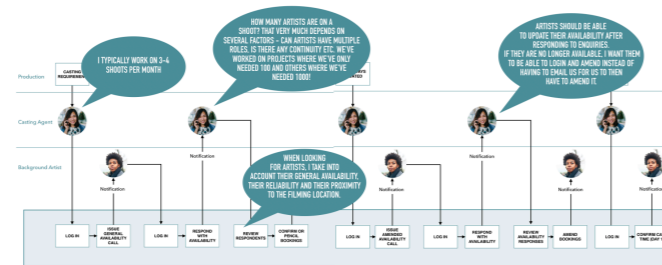 HOW MANY ARTISTS ARE ON A
SHOOT? THAT VERY MUCH DEPENDS ON
SEVERAL FACTORS – CAN ARTISTS HAVE MULTIPLE
ROLES, IS THERE ANY CONTINUITY ETC. WE'VE
WORKED ON PROJECTS WHERE WE'VE ONLY
NEEDED 100 AND OTHERS WHERE WE'VE
NEEDED 1000!
ARTISTS SHOULD BE ABLE
TO UPDATE THEIR AVAILABILITY AFTER
RESPONDING TO ENQUIRIES.
IF THEY ARE NO LONGER AVAILABLE, I WANT THEM
TO BE ABLE TO LOGIN AND AMEND INSTEAD OF
HAVING TO EMAIL US FOR US TO THEN
HAVE TO AMEND IT.
I TYPICALLY WORK ON 3-4
SHOOTS PER MONTH
Production
CASTING
Casting Agent
Background Artist
Notification
Notification
Notification
Notification
Notification
Notification
WHEN LOOKING
FOR ARTISTS, I TAKE INTO
ACCOUNT THEIR GENERAL AVAILABILITY,
THEIR RELIABILITY AND THEIR PROXIMITY
TO THE FILMING LOCATION.
LOG IN
ISSUE
GENERAL
AVAILABILITY
CALL
LOG IN
RESPOND
WITH
AVAILABILITY
REVIEW
RESPONDENTS
CONFIRM OR
PENCIL
BOOKINGS
LOG IN
ISSUE
AMENDED
AVAILABILITY
CALL
LOG IN
RESPOND
WITH
AVAILABILITY
REVIEW
AVAILABILITY
RESPONSES
AMEND
BOOKINGS
LOG IN